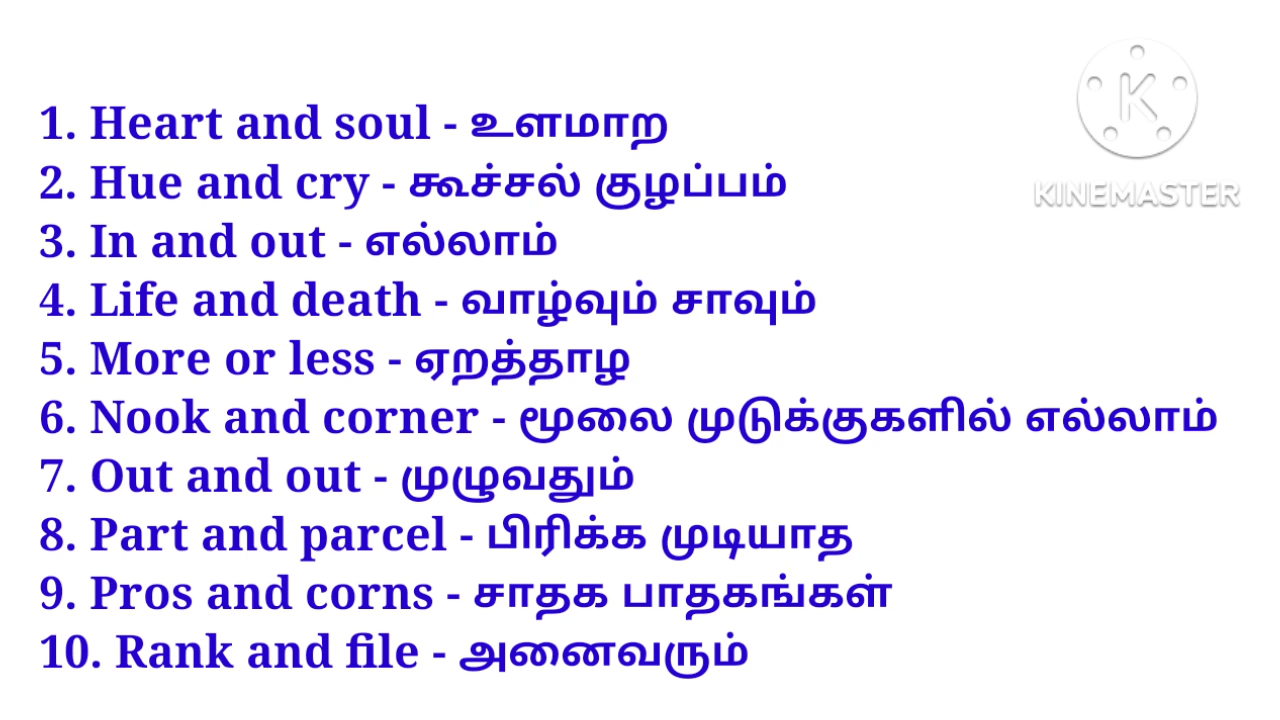 1. Heart and soul - உளமாற
2. Hue and cry - கூச்சல் குழப்பம்
3. In and out - எல்லாம்
4. Life and death - வாழ்வும் சாவும்
5. More or less - ஏறத்தாழ
6. Nook and corner - மூலை முடுக்குகளில் எல்லாம்
7. Out and out - முழுவதும்
8. Part and parcel - பிரிக்க முடியாத
9. Pros and corns - சாதக பாதகங்கள்
10. Rank and file - அனைவரும்
K
KINEMASTER